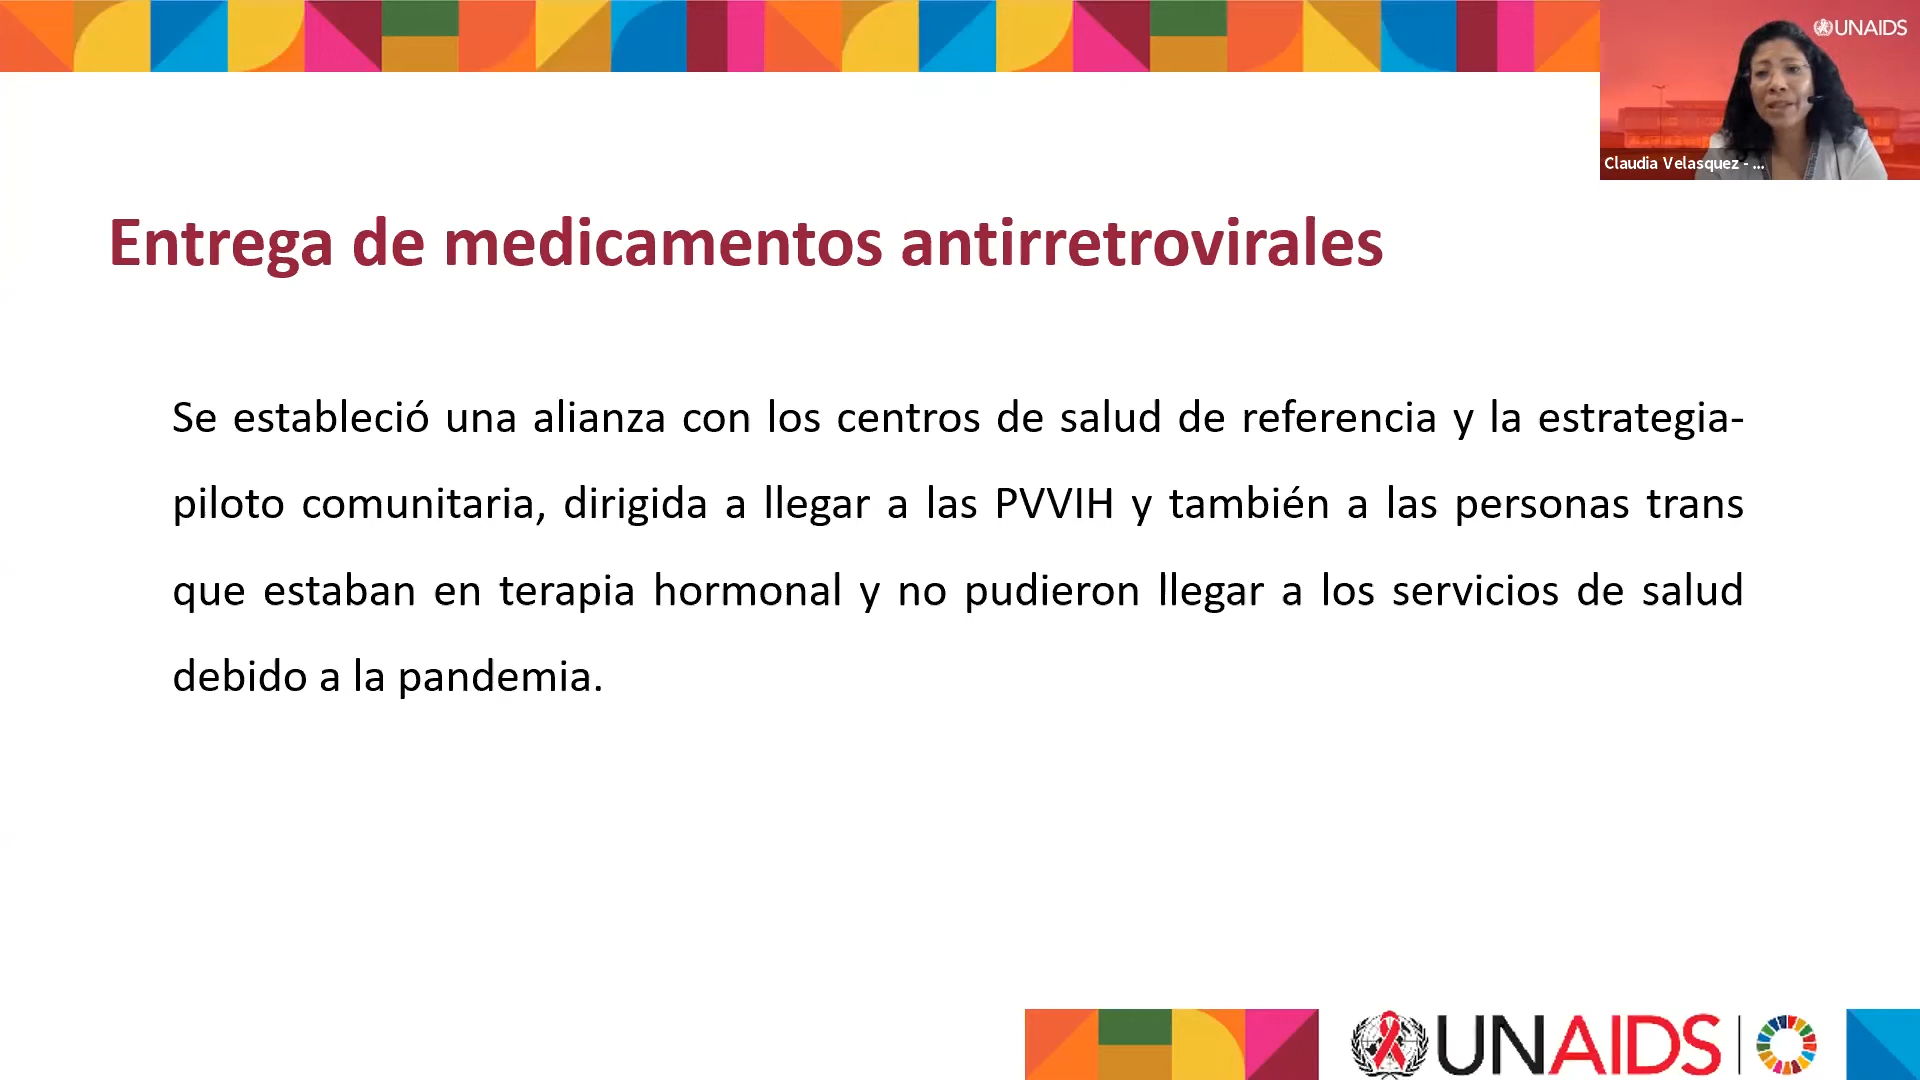 UNAIDS
Claudia Velasquez - ...
Entrega de medicamentos antirretrovirales
Se estableció una alianza con los centros de salud de referencia y la estrategia-
piloto comunitaria, dirigida a llegar a las PVVIH y también a las personas trans
que estaban en terapia hormonal y no pudieron llegar a los servicios de salud
debido a la pandemia.
UNAIDS